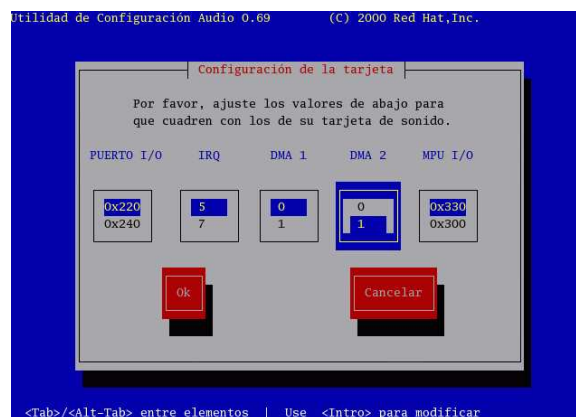 Utilidad de Configuración Audio 0.69 (C) 2000 Red Hat,Inc.
Configuración de la tarjeta
Por favor, ajuste los valores de abajo para
que cuadren con los de su tarjeta de sonido.
PUERTO I/O IRQ DMA 1 DMA 2 MPU I/O
0x220 5 0 0 0x330
0x240 7 1 1 0x300
Ok Cancelar
<Tab>/<Alt-Tab> entre elementos | Use <Intro> para modificar